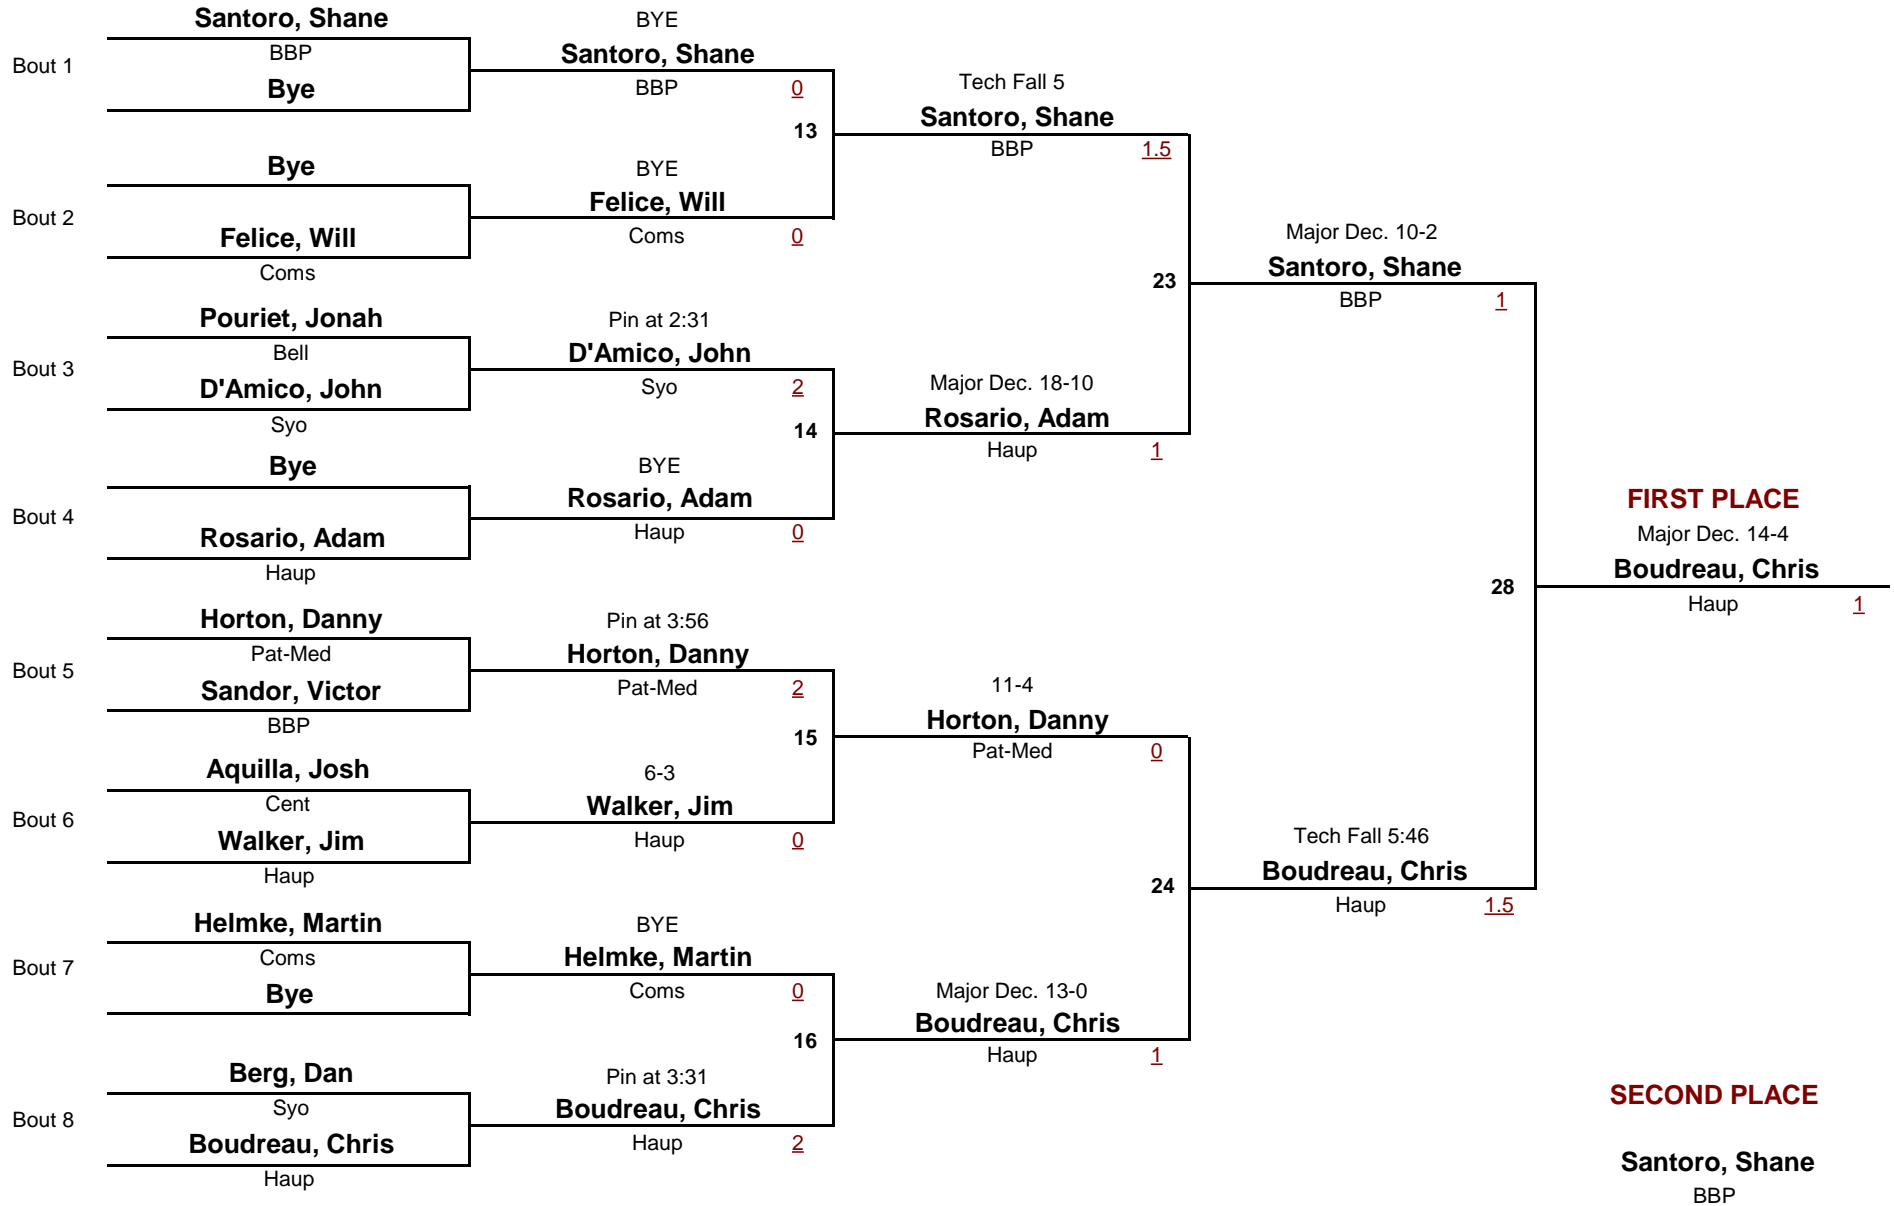 Santoro, Shane
Bout 1
BBP
Bye
Bye
Bout 2
Felice, Will
Coms
Pouriet, Jonah
Bout 3
Bell
D'Amico, John
Syo
Bye
Bout 4
Rosario, Adam
Haup
Horton, Danny
Bout 5
Pat-Med
Sandor, Victor
BBP
Aquilla, Josh
Bout 6
Cent
Walker, Jim
Haup
Helmke, Martin
Bout 7
Coms
Bye
Berg, Dan
Bout 8
Syo
Boudreau, Chris
Haup
BYE
Santoro, Shane
BBP 0
13
BYE
Felice, Will
Coms 0
Pin at 2:31
D'Amico, John
Syo 2
14
BYE
Rosario, Adam
Haup 0
Pin at 3:56
Horton, Danny
Pat-Med 2
15
6-3
Walker, Jim
Haup 0
BYE
Helmke, Martin
Coms 0
16
Pin at 3:31
Boudreau, Chris
Haup 2
Tech Fall 5
Santoro, Shane
BBP 1.5
23
Major Dec. 18-10
Rosario, Adam
Haup 1
11-4
Horton, Danny
Pat-Med 0
24
Major Dec. 13-0
Boudreau, Chris
Haup 1
Major Dec. 10-2
Santoro, Shane
BBP 1
28
Tech Fall 5:46
Boudreau, Chris
Haup 1.5
FIRST PLACE
Major Dec. 14-4
Boudreau, Chris
Haup 1
SECOND PLACE
Santoro, Shane
BBP